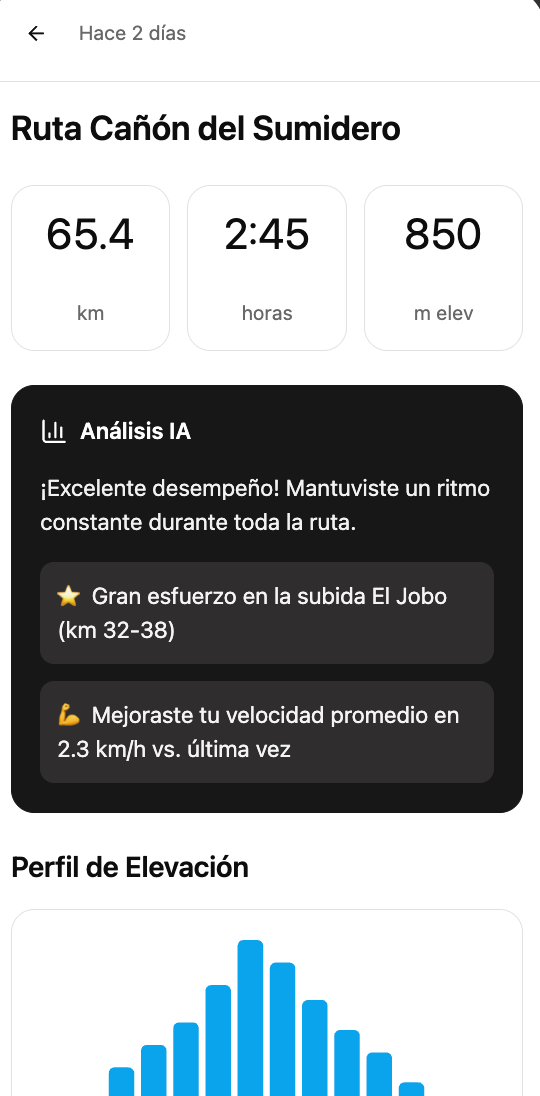 Hace 2 días
Ruta Cañón del Sumidero
65.4
km
2:45
horas
850
m elev
Análisis IA
¡Excelente desempeño! Mantuviste un ritmo
constante durante toda la ruta.
⭐ Gran esfuerzo en la subida El Jobo
(km 32-38)
💪 Mejoraste tu velocidad promedio en
2.3 km/h vs. última vez
Perfil de Elevación